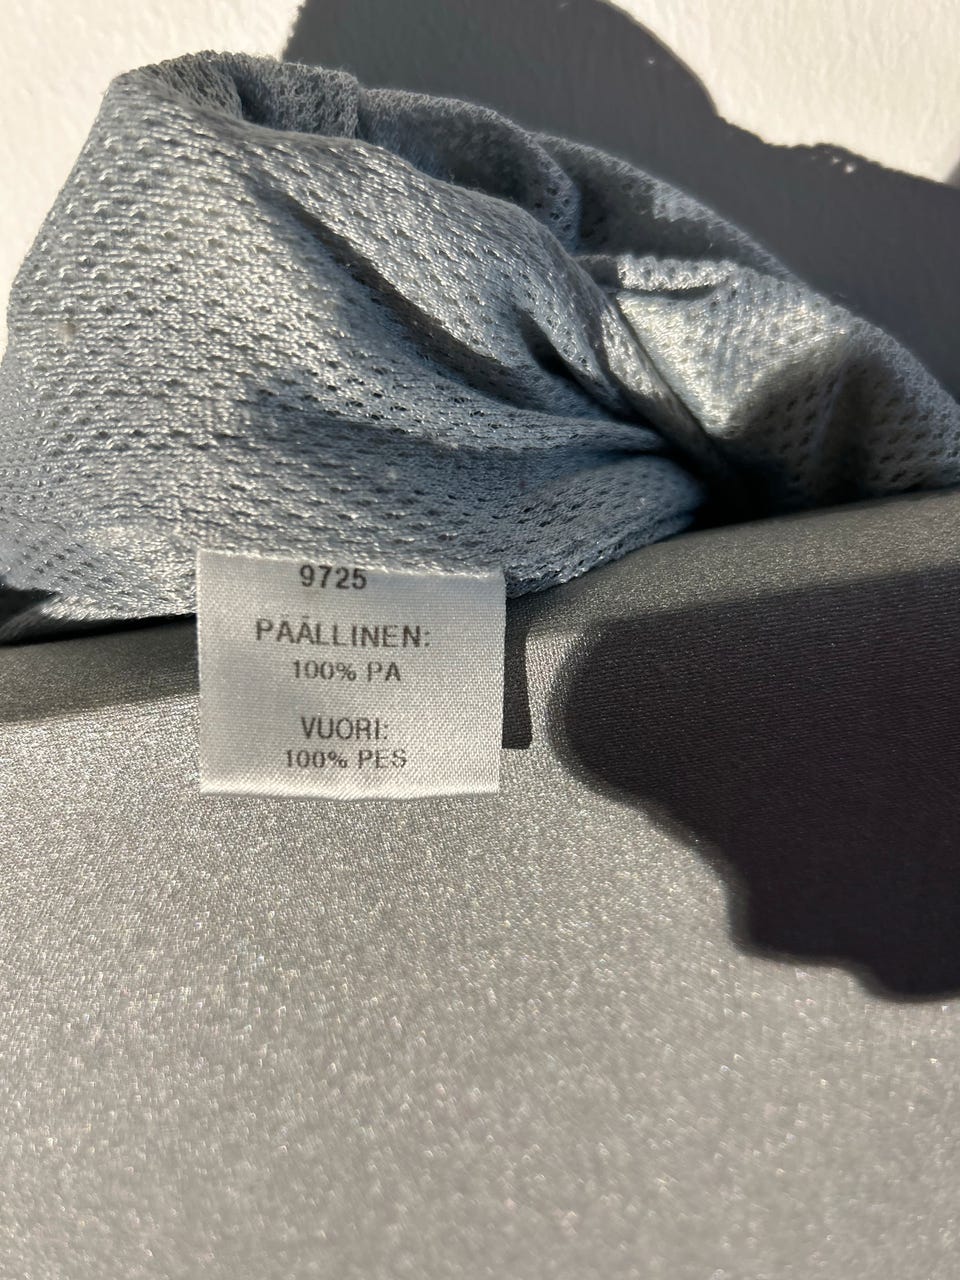 9725
PÄÄLLINEN:
100% PA
VUORI:
100% PES